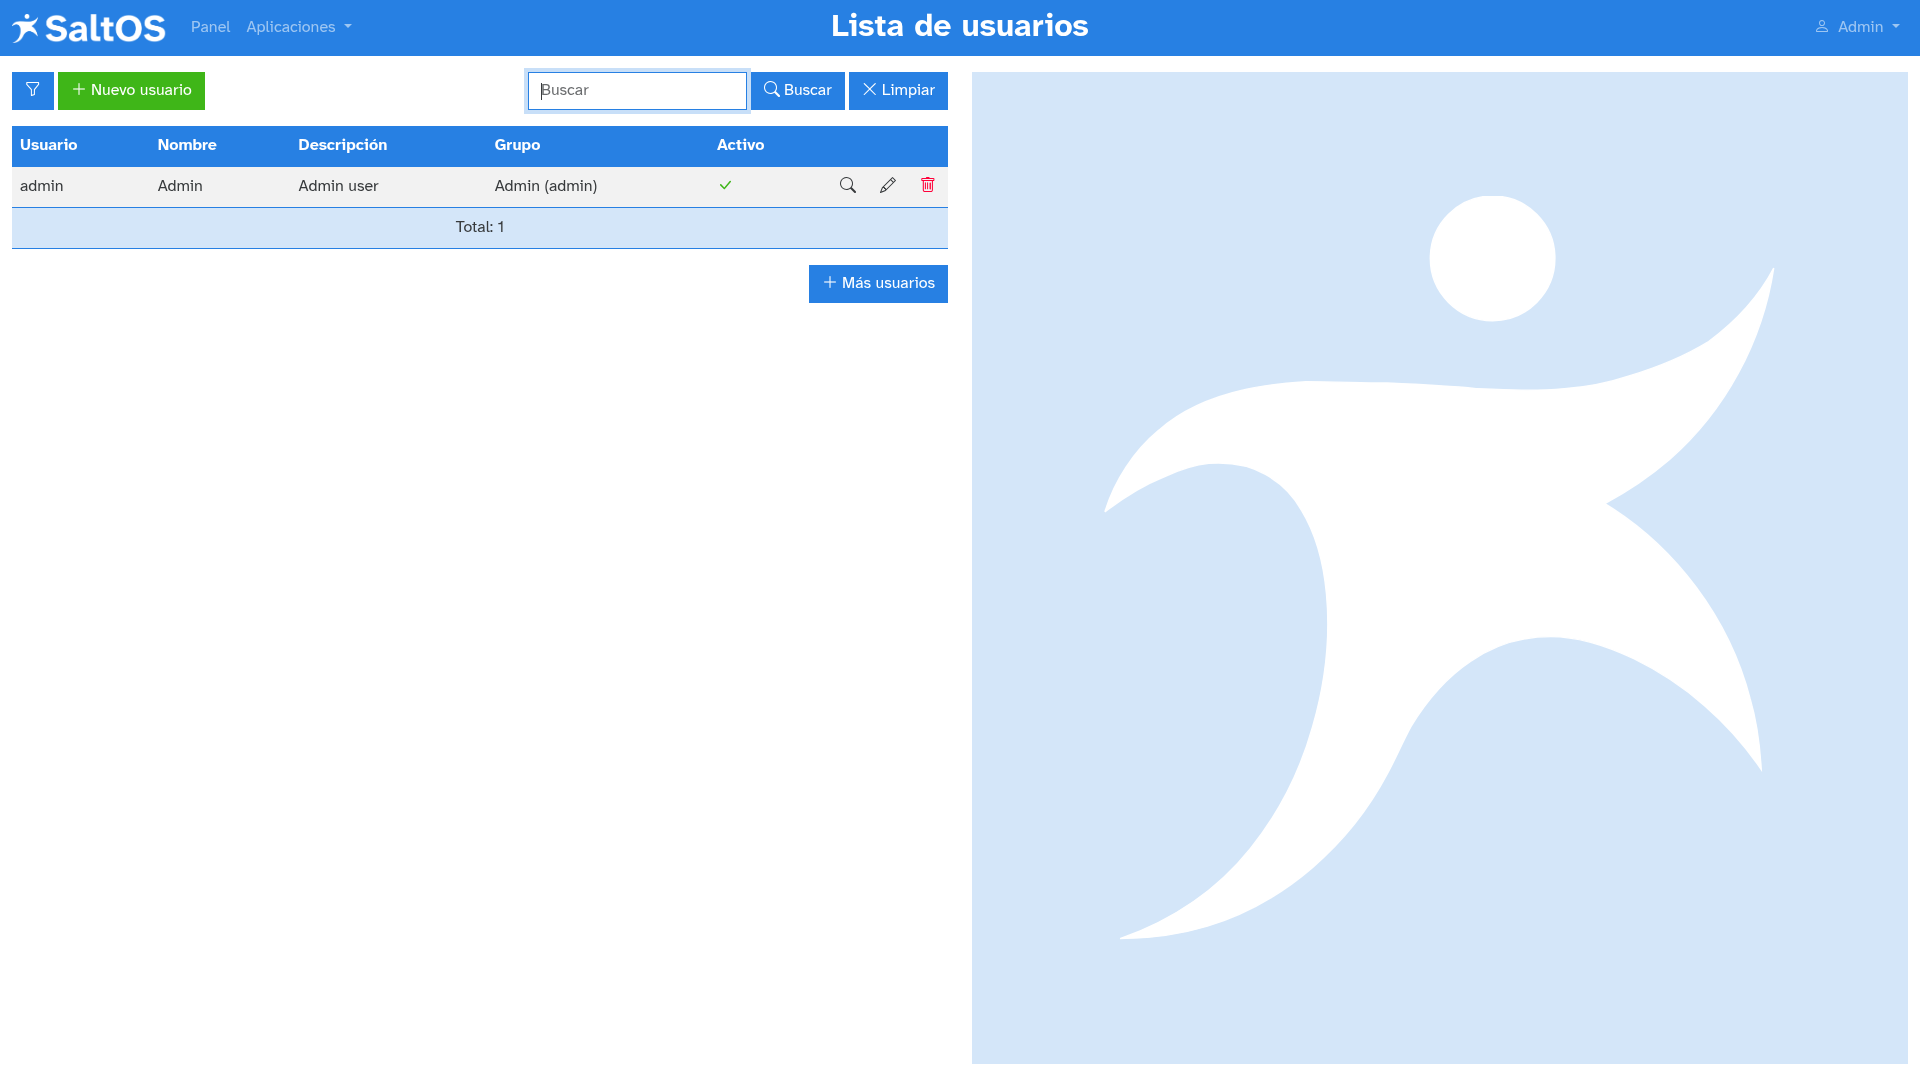 SaltOS Panel Aplicaciones Lista de usuarios Admin
Nuevo usuario Buscar Buscar Limpiar
Usuario Nombre Descripción Grupo Activo
admin Admin Admin user Admin (admin)
Total: 1
Más usuarios